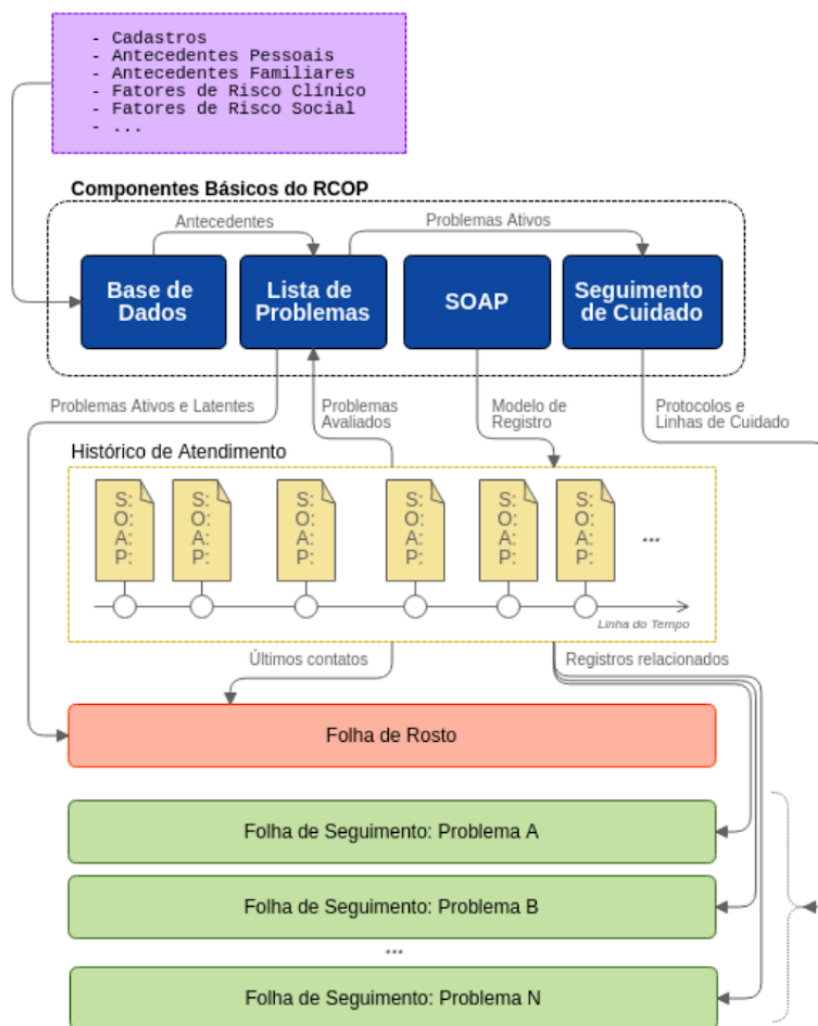 - Cadastros
- Antecedentes Pessoais
- Antecedentes Familiares
- Fatores de Risco Clínico
- Fatores de Risco Social
- ...
Componentes Básicos do RCOP
Antecedentes
Problemas Ativos
Base de
Dados
Lista de
Problemas
SOAP
Seguimento
de Cuidado
Problemas Ativos e Latentes
Problemas
Avaliados
Modelo de
Registro
Protocolos e
Linhas de Cuidado
Histórico de Atendimento
S:
O:
A:
P:
S:
O:
A:
P:
S:
O:
A:
P:
S:
O:
A:
P:
S:
O:
A:
P:
S:
O:
A:
P:
...
Linha do Tempo
Últimos contatos
Registros relacionados
Folha de Rosto
Folha de Seguimento: Problema A
Folha de Seguimento: Problema B
...
Folha de Seguimento: Problema N